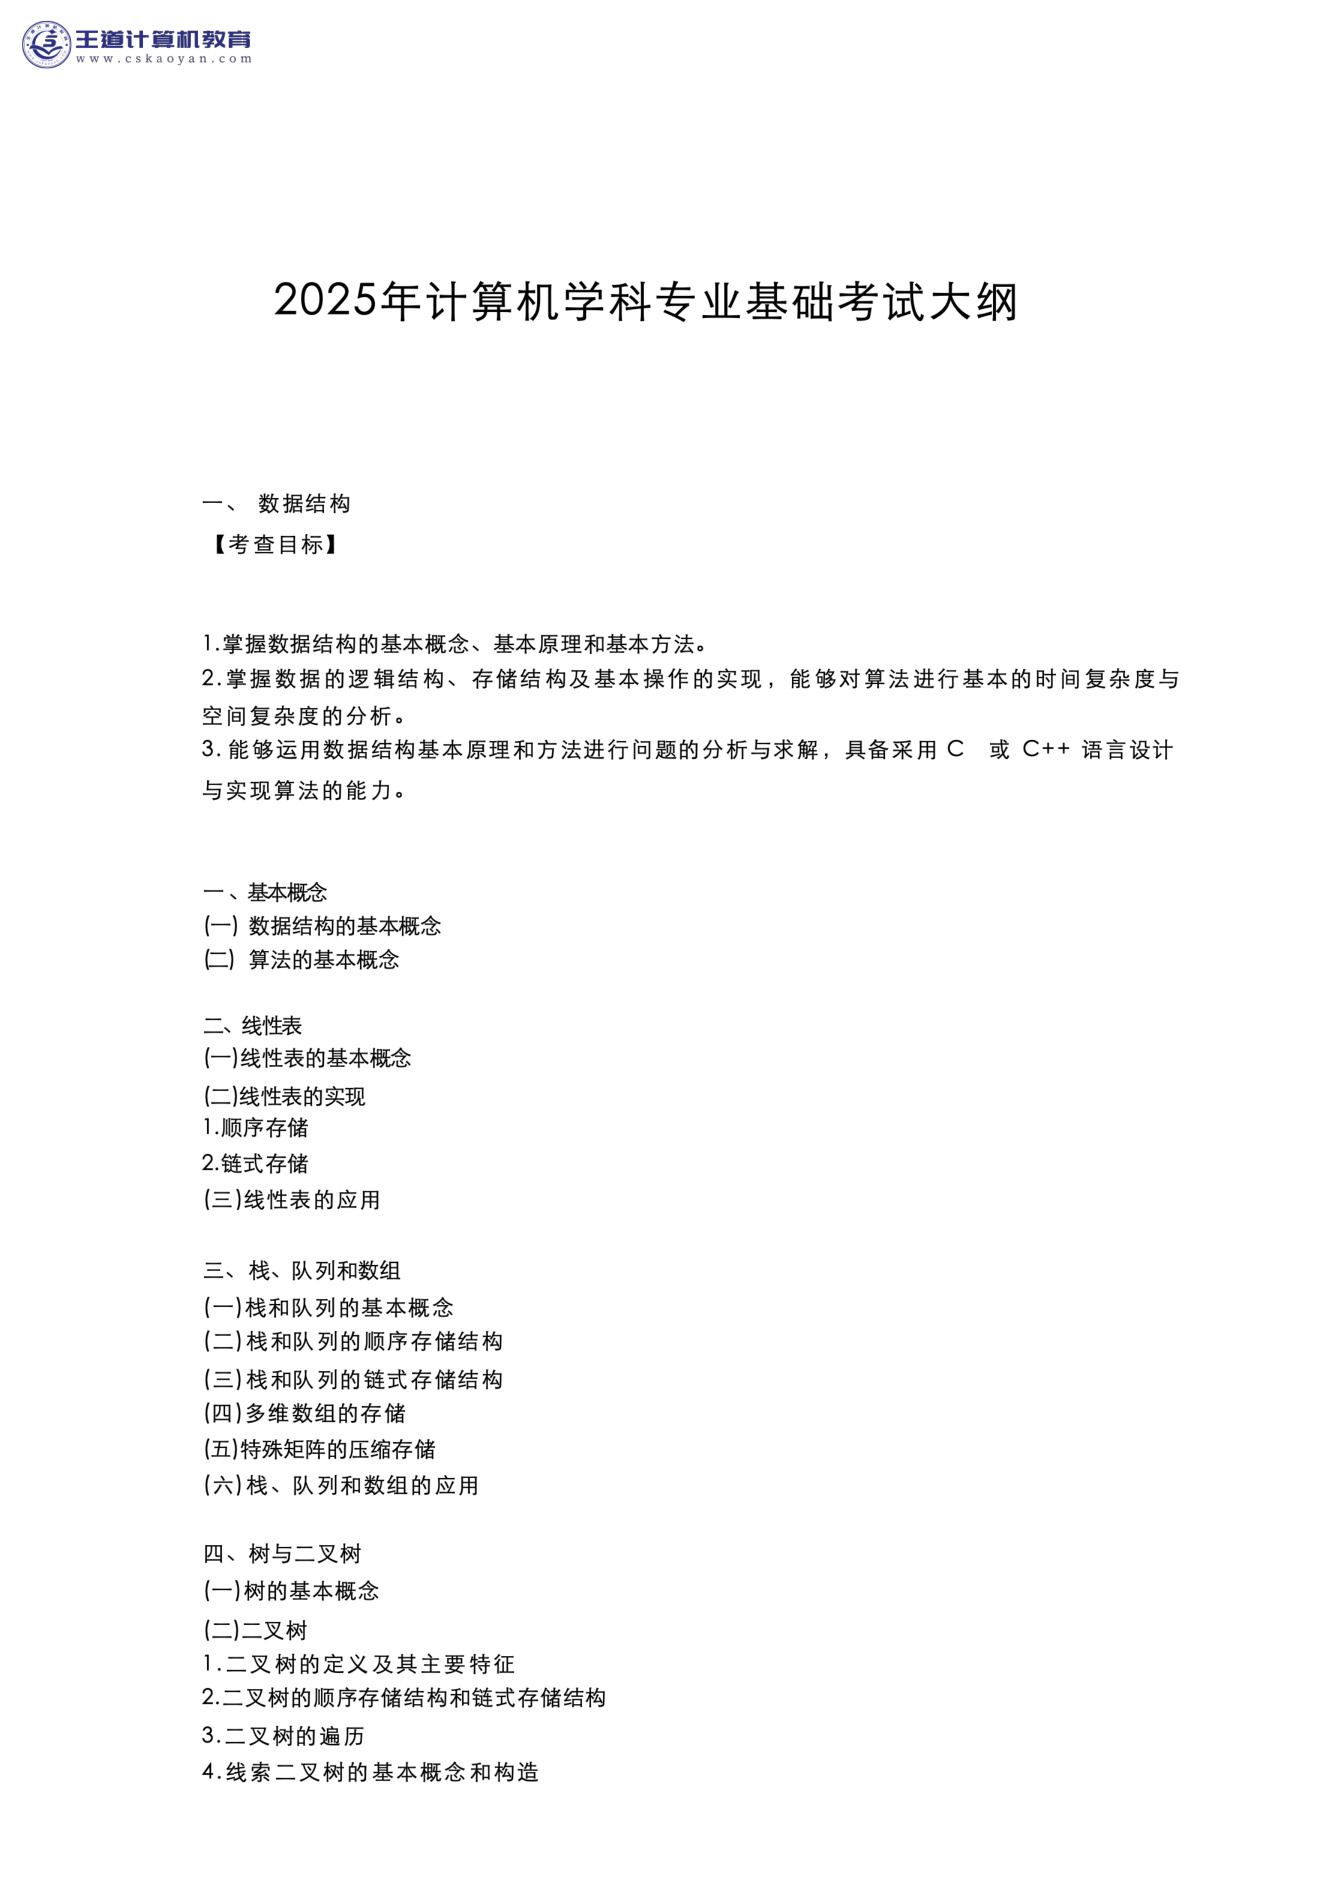 王道计算机教育
www.cskaoyan.com
2025年计算机学科专业基础考试大纲
一、 数据结构
【考查目标】
1.掌握数据结构的基本概念、基本原理和基本方法。
2.掌握数据的逻辑结构、存储结构及基本操作的实现，能够对算法进行基本的时间复杂度与
空间复杂度的分析。
3. 能够运用数据结构基本原理和方法进行问题的分析与求解，具备采用 C 或 C++ 语言设计
与实现算法的能力。
一 、基本概念
(一) 数据结构的基本概念
(二) 算法的基本概念
二、线性表
(一)线性表的基本概念
(二)线性表的实现
1.顺序存储
2.链式存储
(三)线性表的应用
三、栈、队列和数组
(一)栈和队列的基本概念
(二)栈和队列的顺序存储结构
(三)栈和队列的链式存储结构
(四)多维数组的存储
(五)特殊矩阵的压缩存储
(六)栈、队列和数组的应用
四、树与二叉树
(一)树的基本概念
(二)二叉树
1.二叉树的定义及其主要特征
2.二叉树的顺序存储结构和链式存储结构
3.二叉树的遍历
4.线索二叉树的基本概念和构造